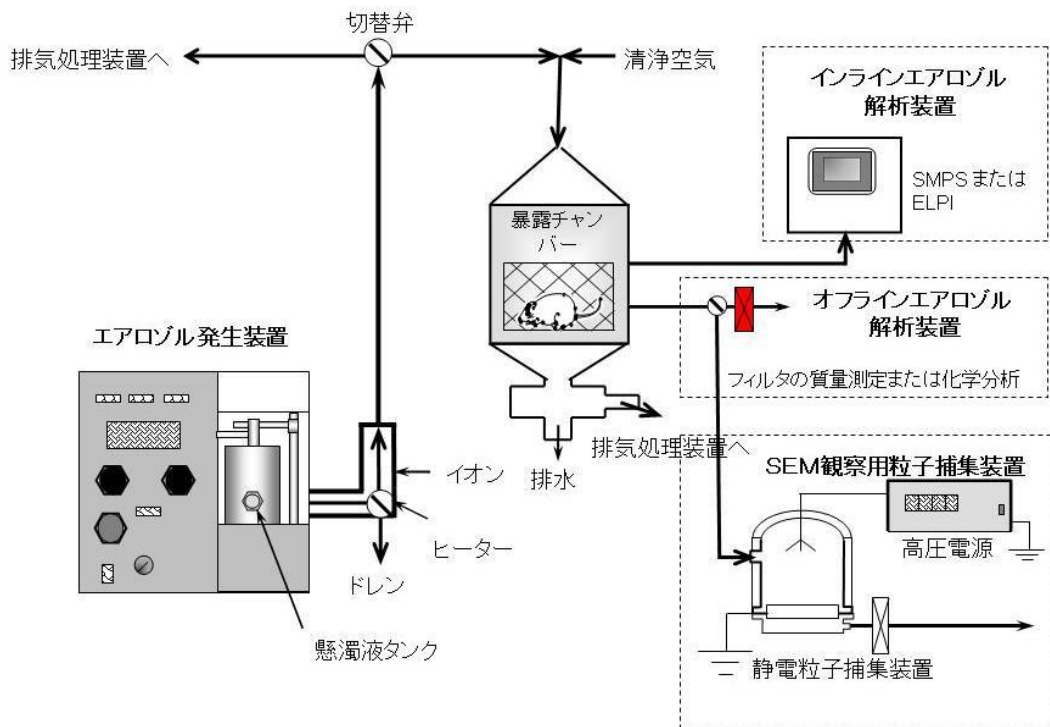 切替弁
排気処理装置へ
清浄空気
インラインエアロゾル
解析装置
SMPSまたは
ELPI
暴露チャン
バー
オフラインエアロゾル
解析装置
フィルタの質量測定または化学分析
エアロゾル発生装置
排気処理装置へ
排水
イオン
ヒーター
ドレン
懸濁液タンク
SEM観察用粒子捕集装置
高圧電源
静電粒子捕集装置